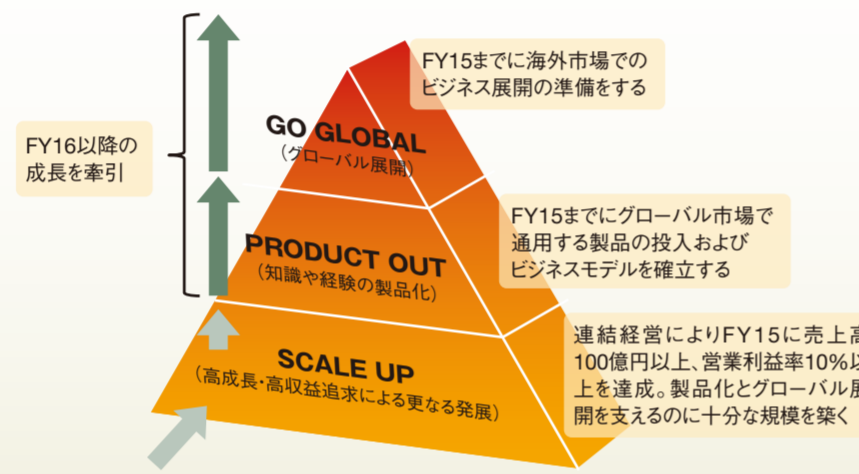 FY15までに海外市場での
ビジネス展開の準備をする
GO GLOBAL
（グローバル展開）
FY16以降の
成長を牽引
FY15までにグローバル市場で
通用する製品の投入および
ビジネスモデルを確立する
PRODUCT OUT
（知識や経験の製品化）
連結経営によりFY15に売上高
100億円以上、営業利益率10%以
上を達成。製品化とグローバル展
開を支えるのに十分な規模を築く
SCALE UP
（高成長・高収益追求による更なる発展）